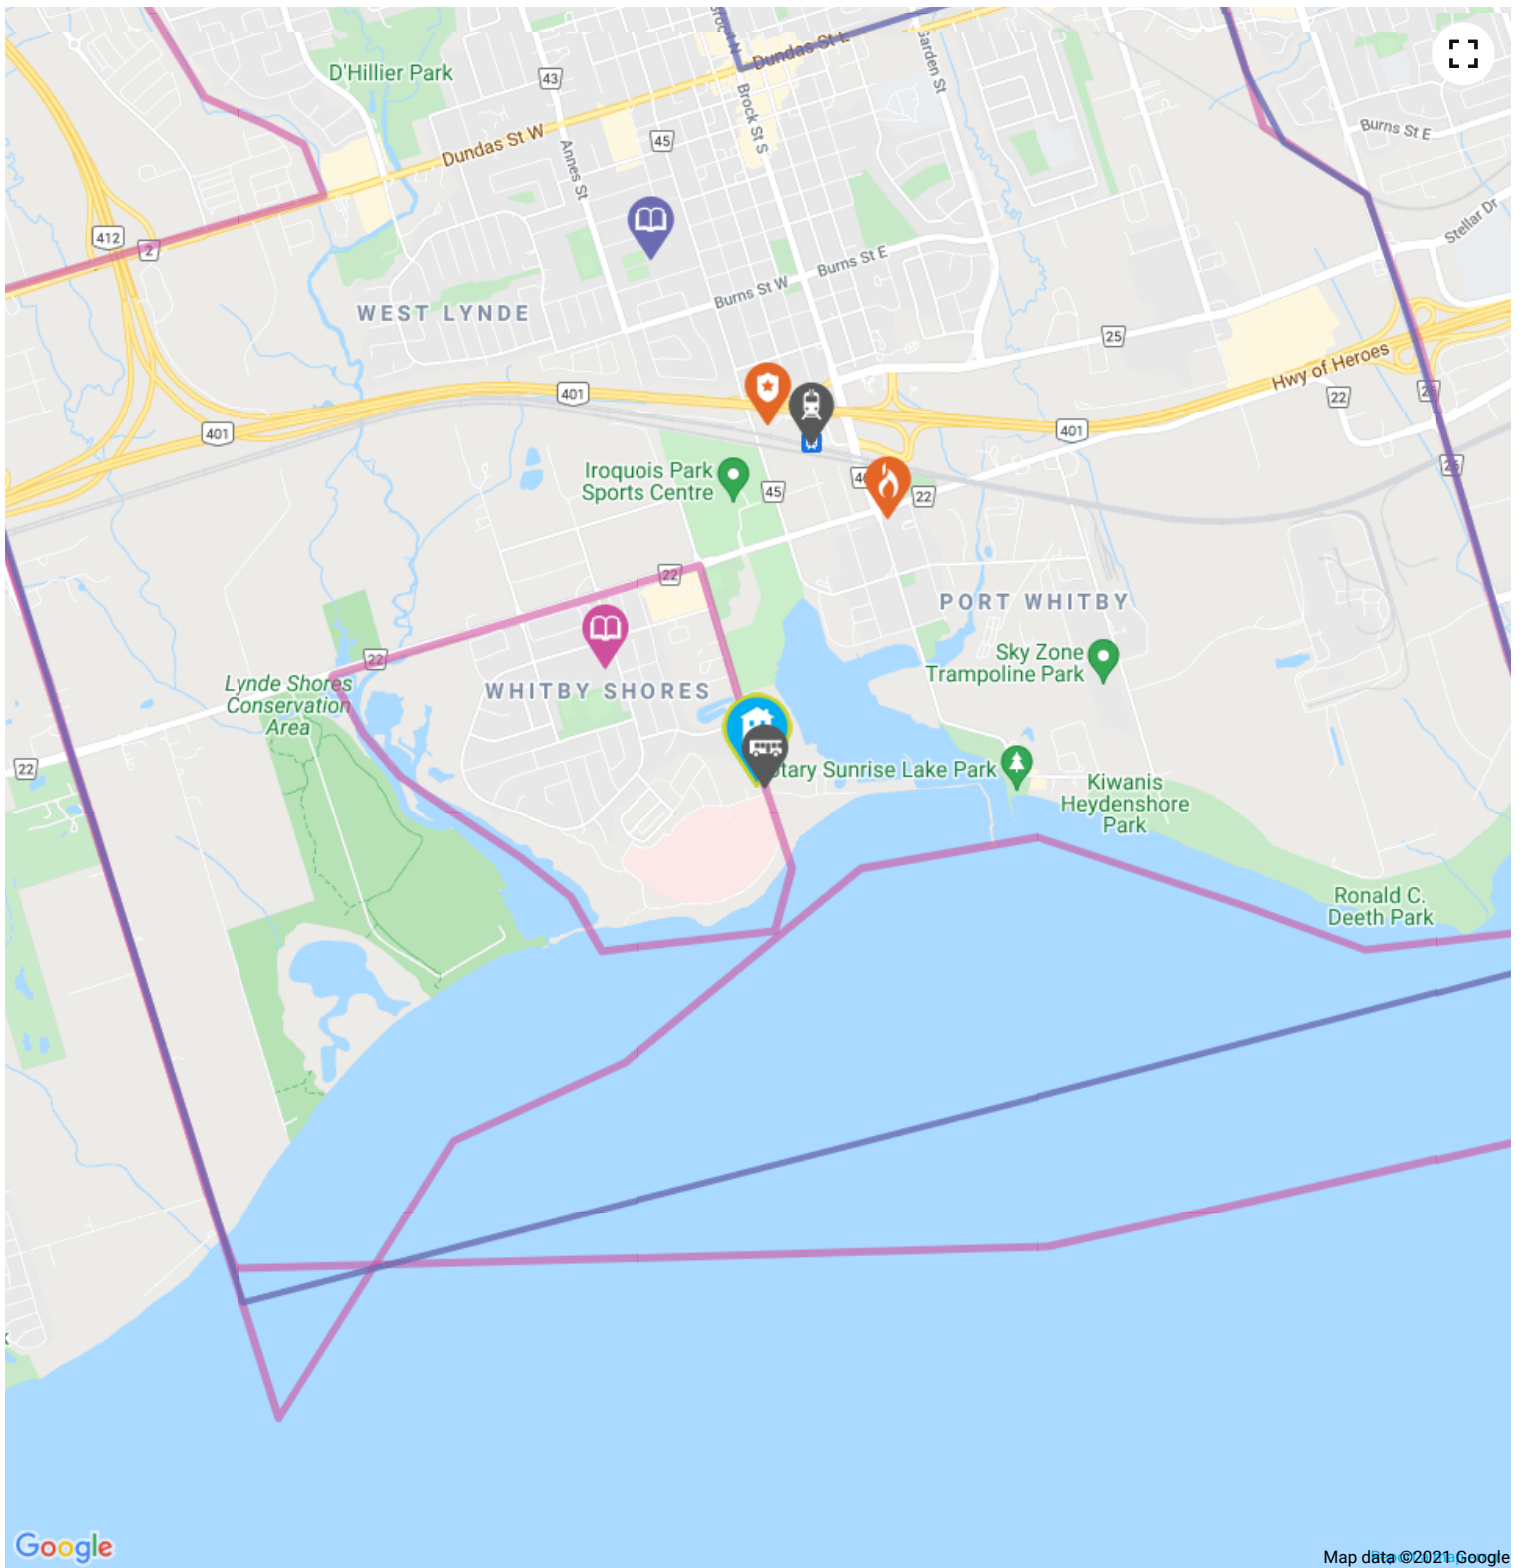 Brock N
Dundas St E
Garden St
D'Hillier Park
43
Brock St S
Burns St E
45
Dundas St W
Annes St
Stellar Dr
412
2
Burns St E
Burns St W
WEST LYNDE
25
Hwy of Heroes
401
22
401
401
Iroquois Park
Sports Centre
45
22
22
PORT WHITBY
22
Sky Zone
Trampoline Park
Lynde Shores
Conservation
Area
WHITBY SHORES
22
tary Sunrise Lake Park
Kiwanis
Heydenshore
Park
Ronald C.
Deeth Park
Google
Map data ©2021 Google